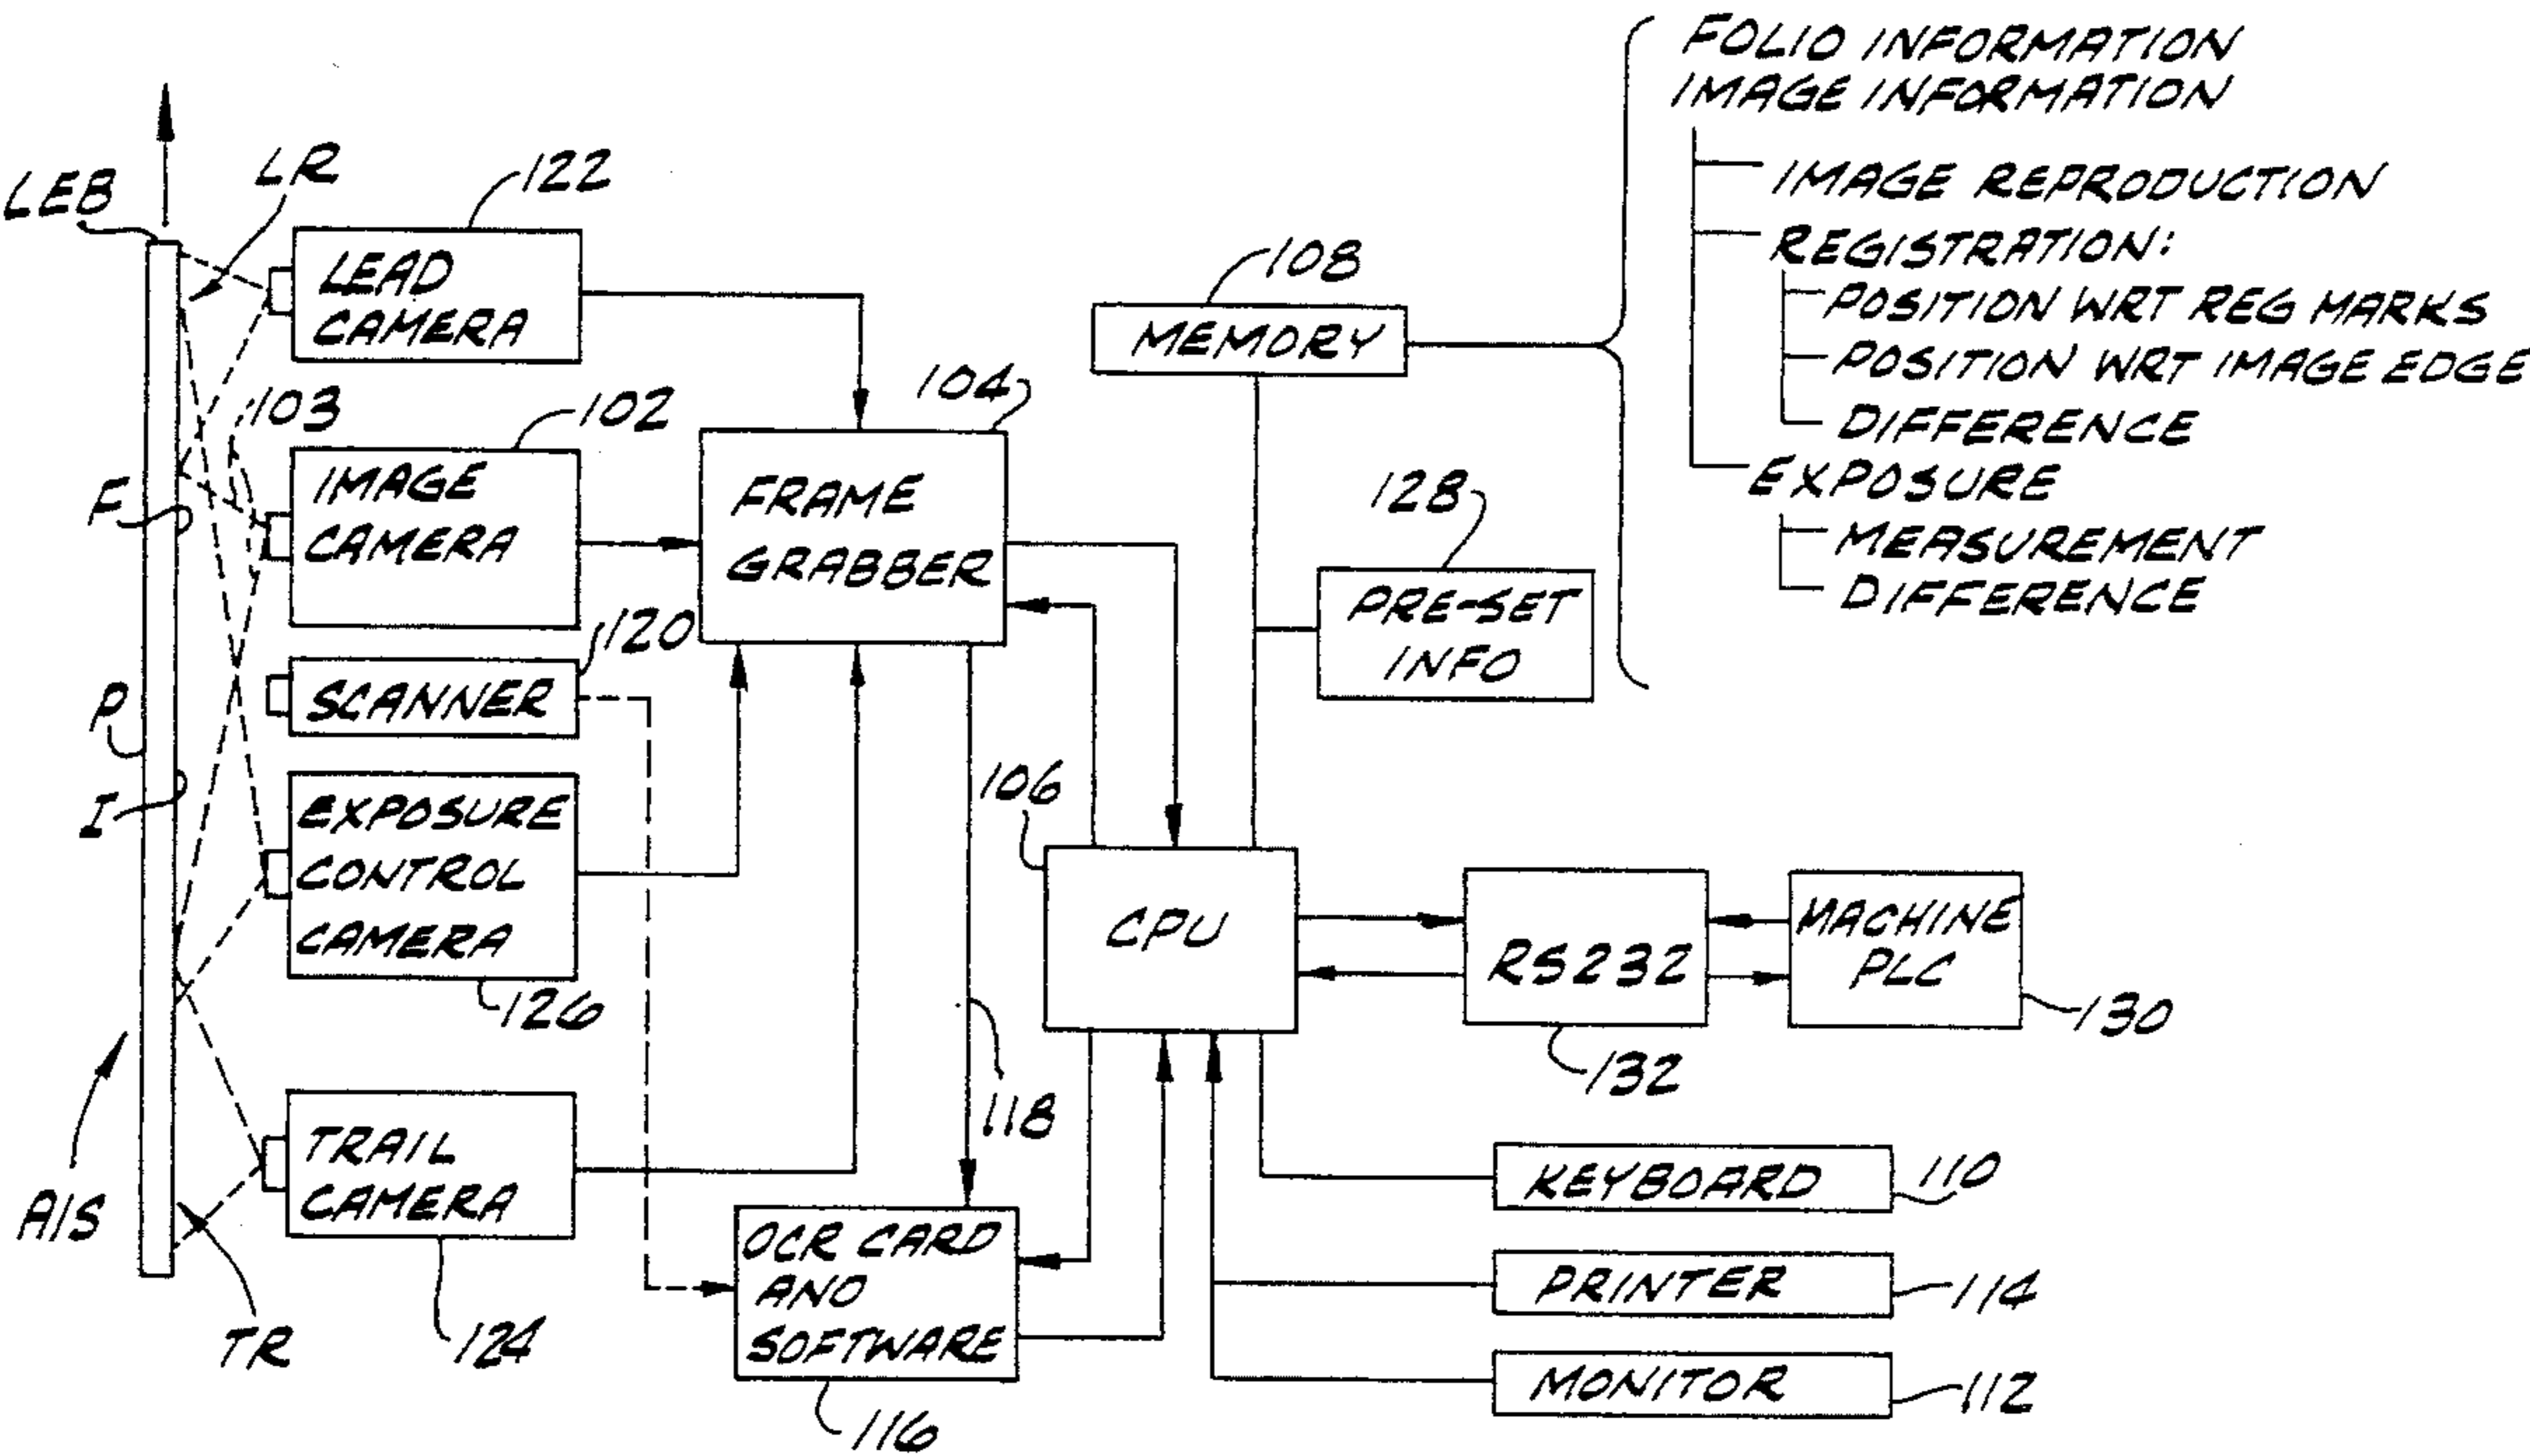 FOLIO INFORMATION
IMAGE INFORMATION
IMAGE REPRODUCTION
REGISTRATION:
POSITION WRT REG MARKS
POSITION WRT IMAGE EDGE
DIFFERENCE
EXPOSURE
MEASUREMENT
DIFFERENCE
LEB
LR
122
LEAD
CAMERA
103
102
IMAGE
CAMERA
F
104
FRAME
GRABBER
108
MEMORY
128
PRE-SET
INFO
120
SCANNER
P
I
EXPOSURE
CONTROL
CAMERA
126
106
CPU
RS232
132
MACHINE
PLC
130
118
AIS
TRAIL
CAMERA
124
TR
OCR CARD
AND
SOFTWARE
116
KEYBOARD
110
PRINTER
114
MONITOR
112